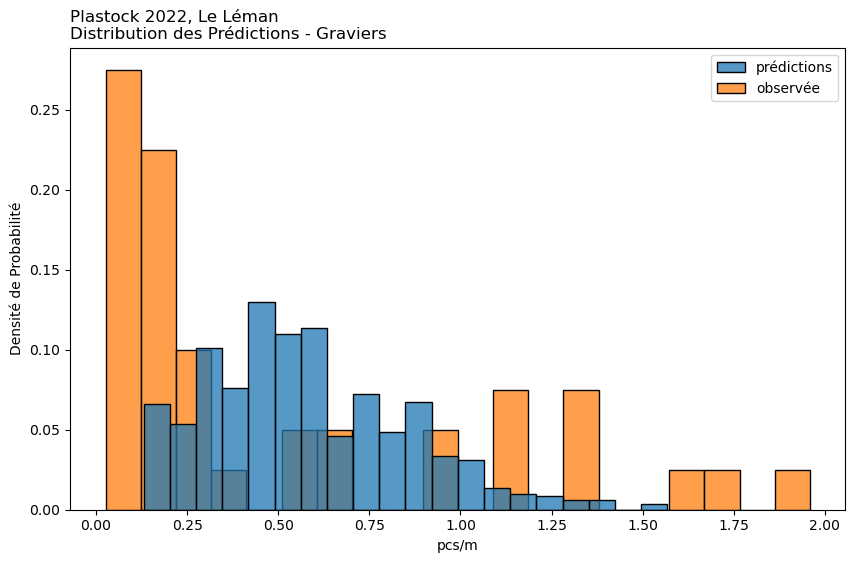 Plastock 2022, Le Léman
Distribution des Prédictions - Graviers
prédictions
observée
Densité de Probabilité
0.25
0.20
0.15
0.10
0.05
0.00
0.00 0.25 0.50 0.75 1.00 1.25 1.50 1.75 2.00
pcs/m